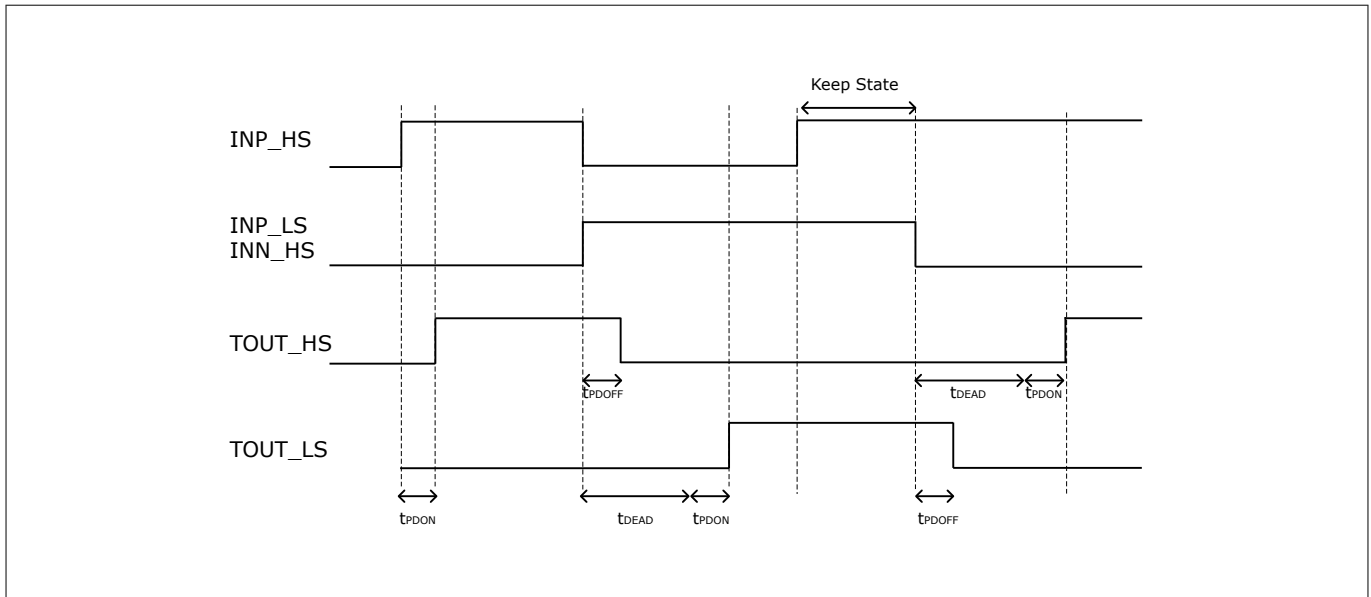 Keep State
INP_HS
INP_LS
INN_HS
TOUT_HS
tPDOFF
tDEAD
tPDON
TOUT_LS
tPDON
tDEAD
tPDON
tPDOFF